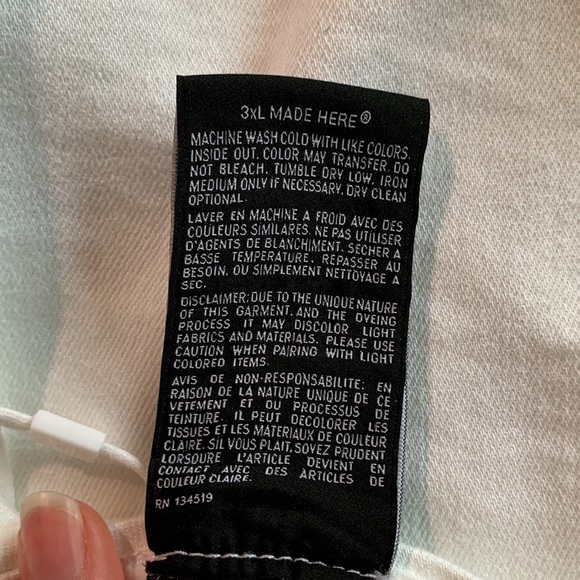 3XL MADE HERE®
MACHINE WASH COLD WITH LIKE COLORS.
INSIDE OUT. COLOR MAY TRANSFER. DO
NOT BLEACH. TUMBLE DRY LOW, IRON
MEDIUM ONLY IF NECESSARY. DRY CLEAN
OPTIONAL.
LAVER EN MACHINE A FROID AVEC DES
COULEURS SIMILARES. NE PAS UTILISER
D'AGENTS DE BLANCHIMENT. SECHER A
BASSE TEMPERATURE. REPASSER AU
BESOIN. OU SIMPLEMENT NETTOYAGE A
SEC.
DISCLAIMER: DUE TO THE UNIQUE NATURE
OF THIS GARMENT. AND THE DYEING
PROCESS IT MAY DISCOLOR LIGHT
FABRICS AND MATERIALS. PLEASE USE
CAUTION WHEN PAIRING WITH LIGHT
COLORED ITEMS.
AVIS DE NON-RESPONSABILITE: EN
RAISON DE LA NATURE UNIQUE DE CE
VETEMENT ET DU PROCESSUS DE
TEINTURE. IL PEUT DECOLORER LES
TISSUES ET LES MATERIAUX DE COULEUR
CLAIRE. SIL VOUS PLAIT, SOYEZ PRUDENT
LORSOURE L'ARTICLE DEVIENT EN
CONTACT AVEC DES ARTICLES DE
COULEUR CLAIRE.
RN 134519